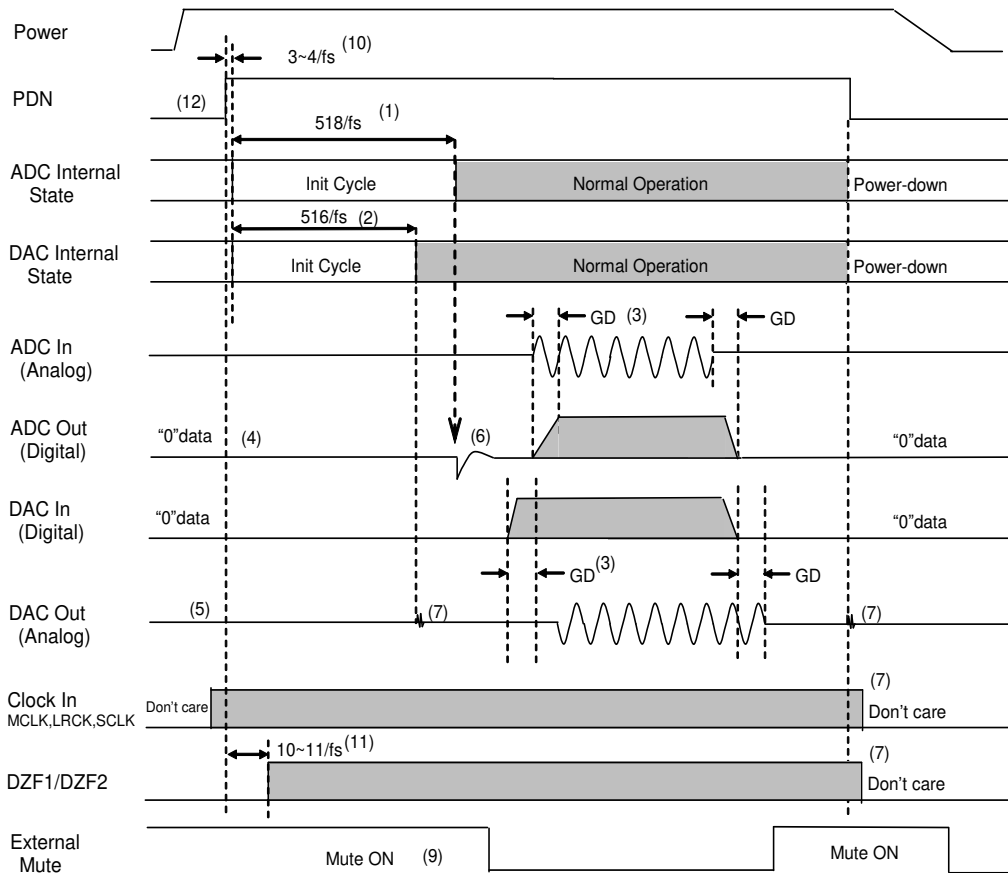 Power
3~4/fs (10)
PDN
(12)
518/fs (1)
ADC Internal
State
Init Cycle
Normal Operation
Power-down
516/fs (2)
DAC Internal
State
Init Cycle
Normal Operation
Power-down
GD (3)
GD
ADC In
(Analog)
ADC Out
(Digital)
“0”data
(4)
(6)
“0”data
DAC In
(Digital)
“0”data
“0”data
GD (3)
GD
DAC Out
(Analog)
(5)
(7)
(7)
Clock In
MCLK,LRCK,SCLK
Don’t care
(7)
Don’t care
10~11/fs (11)
DZF1/DZF2
(7)
Don’t care
External
Mute
Mute ON (9)
Mute ON